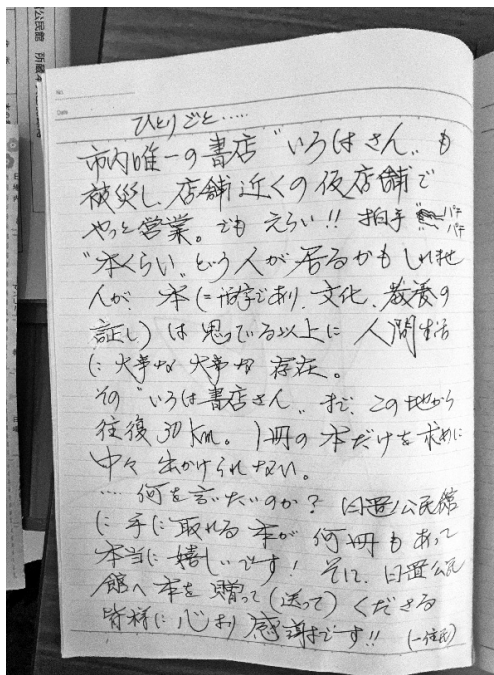 公民館 所蔵
No.
Date
ひとりごと……
市内唯一の書店 〝いろはさん〟も
被災し、店舗近くの仮店舗で
やっと営業。でも えらい!! 拍手 パチパチ
〝本くらい〟という人が居るかもしれませ
んが、本(=活字であり、文化、教養の
証し)は 思ってる以上に 人間生活
に 大事な 大事な 存在。
その 〝いろは書店さん〟まで、この地から
往復 30km。1冊の本だけを求めに
中々 出かけられない。
…… 何を言いたいのか? 日置公民館
に 手に取れる 本が 何冊もあって
本当に 嬉しいです! そして、日置公民
館へ 本を 贈って(送って)くださる
皆様に 心より 感謝です!! (一住民)